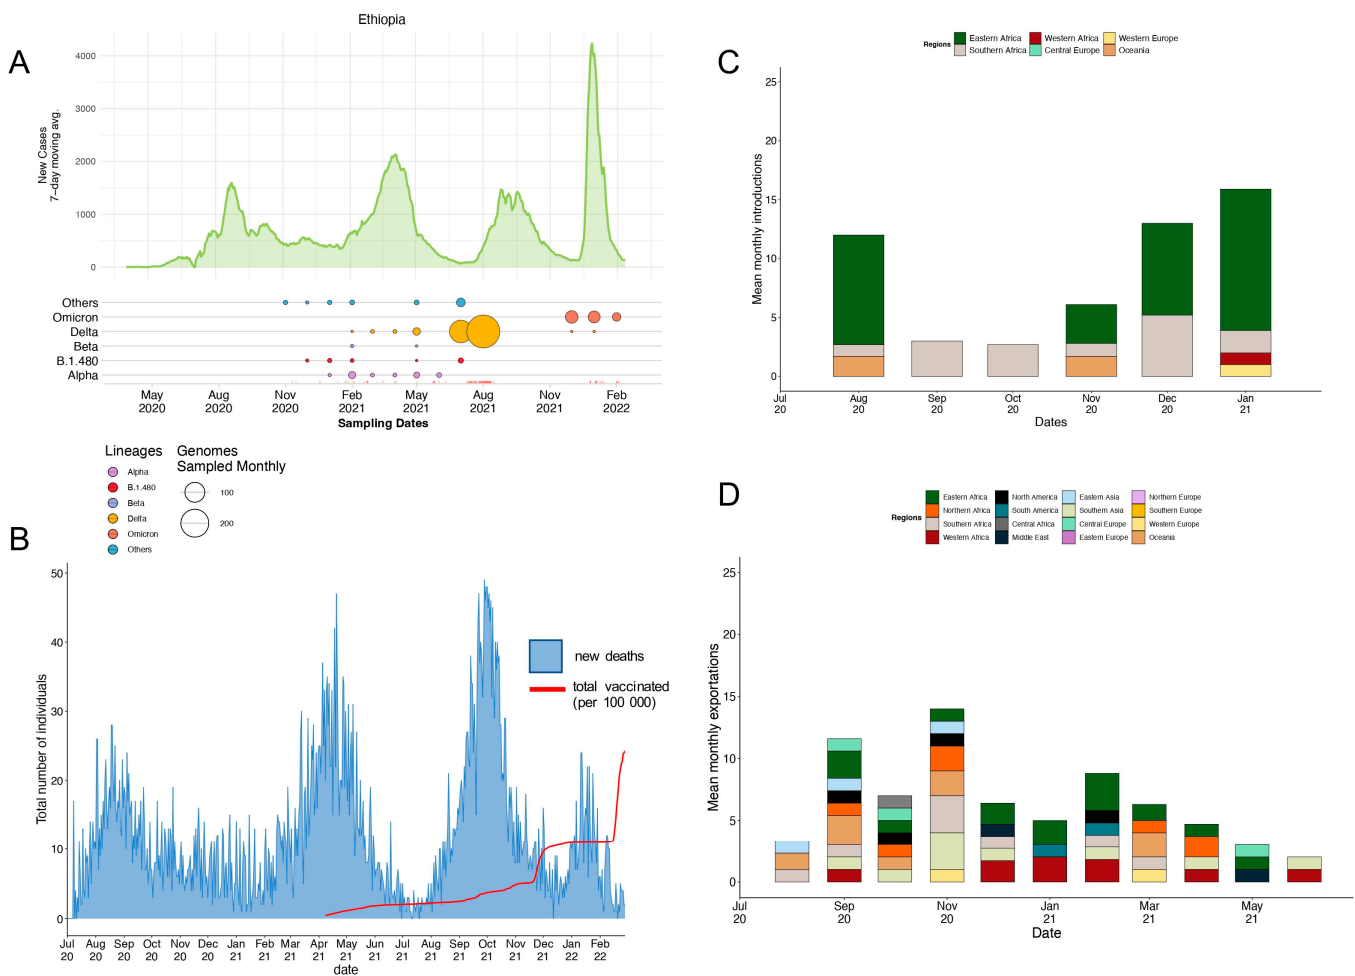 A
Ethiopia
New Cases
7−day moving avg.
4000
3000
2000
1000
0
Others
Omicron
Delta
Beta
B.1.480
Alpha
May Aug Nov Feb May Aug Nov Feb
2020 2020 2020 2021 2021 2021 2021 2022
Sampling Dates
Lineages
Alpha
B.1.480
Beta
Delta
Omicron
Others
Genomes
Sampled Monthly
100
200
B
Total number of individuals
50
40
30
20
10
0
new deaths
total vaccinated
(per 100 000)
Jul Aug Sep Oct Nov Dec Jan Feb Mar Apr May Jun Jul Aug Sep Oct Nov Dec Jan Feb
20 20 20 20 20 20 21 21 21 21 21 21 21 21 21 21 21 21 22 22
date
C
Regions
Eastern Africa Western Africa Western Europe
Southern Africa Central Europe Oceania
Mean monthly introductions
25
20
15
10
5
0
Jul Aug Sep Oct Nov Dec Jan
20 20 20 20 20 20 21
Dates
D
Regions
Eastern Africa North America Eastern Asia Northern Europe
Northern Africa South America Southern Asia Southern Europe
Southern Africa Central Africa Central Europe Western Europe
Western Africa Middle East Eastern Europe Oceania
Mean monthly exportations
25
20
15
10
5
0
Jul Sep Nov Jan Mar May
20 20 20 21 21 21
Date